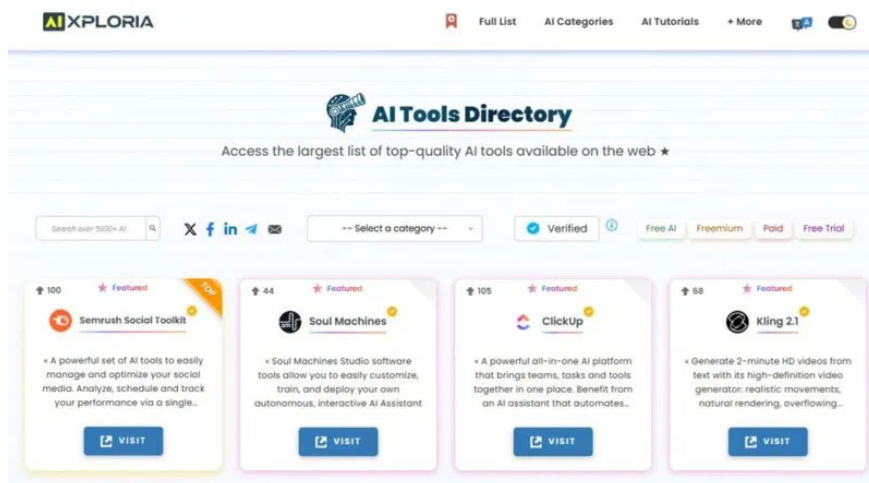 AIXPLORIA
Full List
AI Categories
AI Tutorials
+ More
AI Tools Directory
Access the largest list of top-quality AI tools available on the web ★
Search over 5000+ AI
-- Select a category --
Verified
Free AI
Freemium
Paid
Free Trial
100
Featured
TOP
Semrush Social Toolkit
« A powerful set of AI tools to easily
manage and optimize your social
media. Analyze, schedule and track
your performance via a single...
VISIT
44
Featured
Soul Machines
« Soul Machines Studio software
tools allow you to easily customize,
train, and deploy your own
autonomous, interactive AI Assistant
VISIT
105
Featured
ClickUp
« A powerful all-in-one AI platform
that brings teams, tasks and tools
together in one place. Benefit from
an AI assistant that automates...
VISIT
68
Featured
Kling 2.1
« Generate 2-minute HD videos from
text with its high-definition video
generator: realistic movements,
natural rendering, overflowing...
VISIT